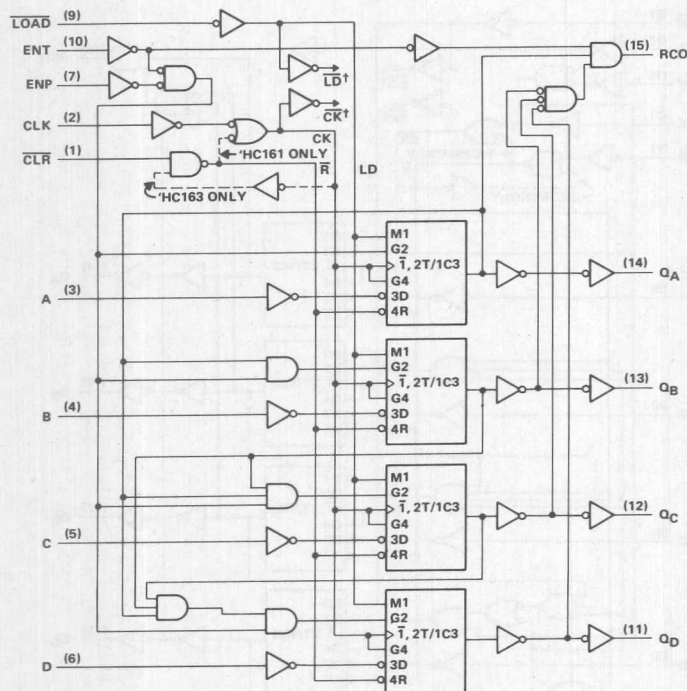 LOAD (9)
ENT (10)
ENP (7)
CLK (2)
CLR (1)
(15) RCO
LD†
CK†
CK
'HC161 ONLY
R
LD
'HC163 ONLY
M1
G2
1, 2T/1C3
G4
3D
4R
A (3)
(14) QA
M1
G2
1, 2T/1C3
G4
3D
4R
B (4)
(13) QB
M1
G2
1, 2T/1C3
G4
3D
4R
C (5)
(12) QC
M1
G2
1, 2T/1C3
G4
3D
4R
D (6)
(11) QD